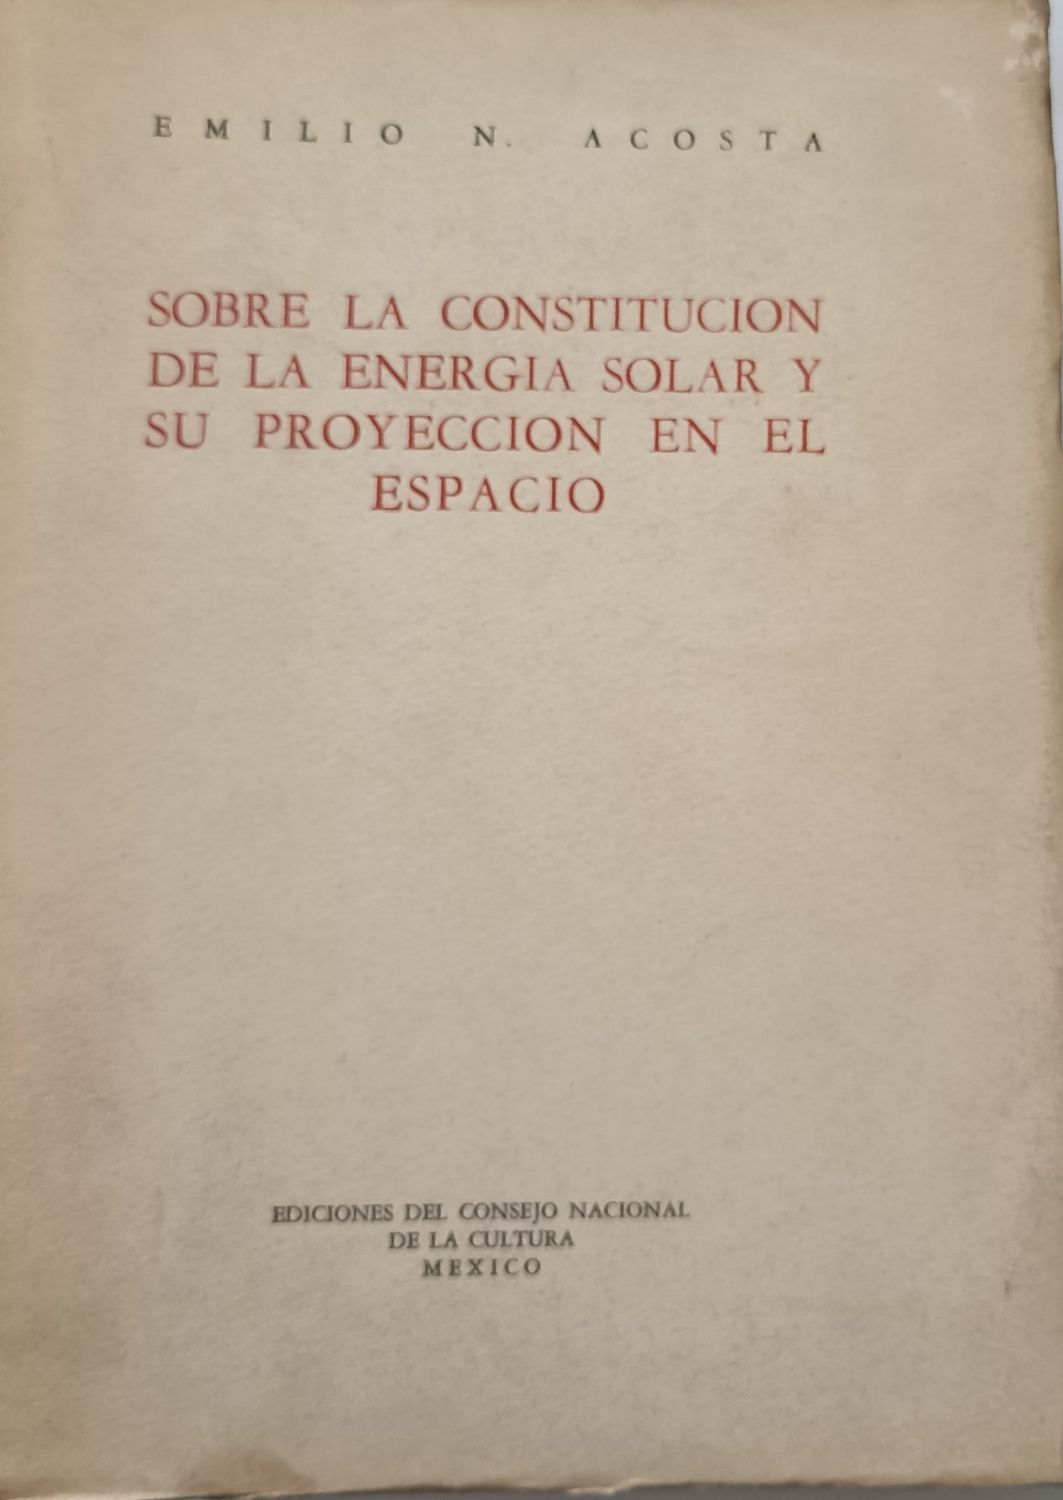 EMILIO N. ACOSTA
SOBRE LA CONSTITUCION
DE LA ENERGIA SOLAR Y
SU PROYECCION EN EL
ESPACIO
EDICIONES DEL CONSEJO NACIONAL
DE LA CULTURA
MEXICO